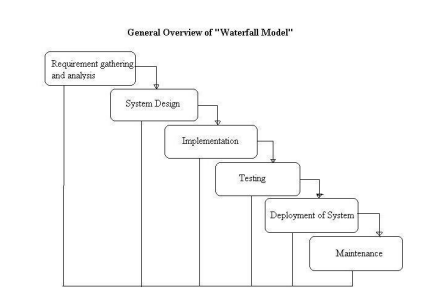 General Overview of "Waterfall Model"
Requirement gathering
and analysis
System Design
Implementation
Testing
Deployment of System
Maintenance